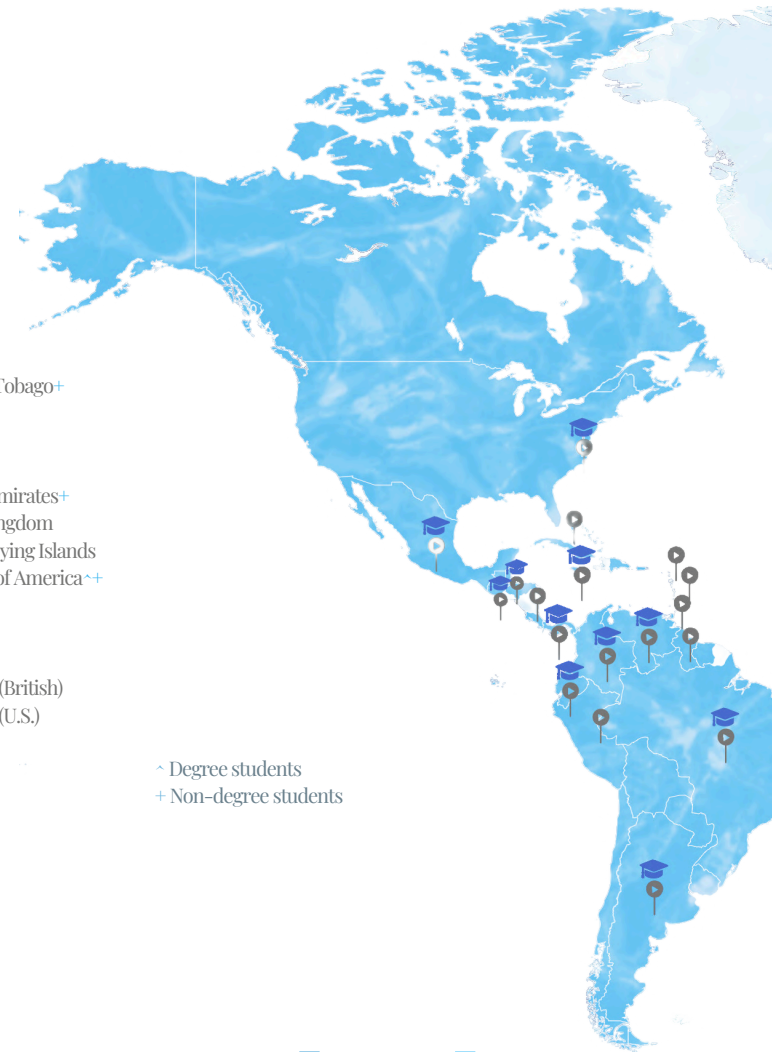 Tobago+
mirates+
ngdom
ying Islands
of America^+
(British)
(U.S.)
^ Degree students
+ Non-degree students